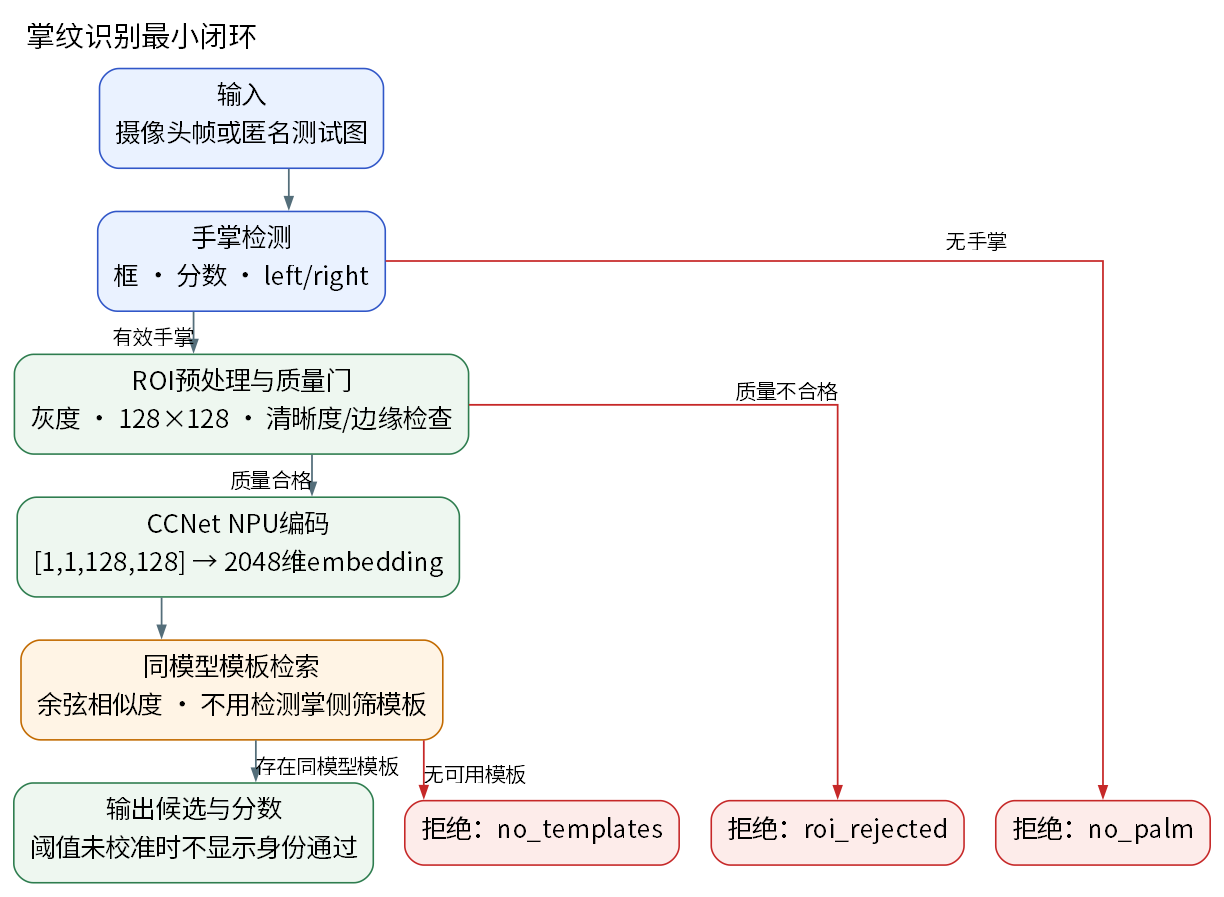 掌纹识别最小闭环
输入
摄像头帧或匿名测试图
手掌检测
框 • 分数 • left/right
无手掌
有效手掌
ROI预处理与质量门
灰度 • 128×128 • 清晰度/边缘检查
质量不合格
质量合格
CCNet NPU编码
[1,1,128,128] → 2048维embedding
同模型模板检索
余弦相似度 • 不用检测掌侧筛模板
存在同模型模板
无可用模板
输出候选与分数
阈值未校准时不显示身份通过
拒绝：no_templates
拒绝：roi_rejected
拒绝：no_palm